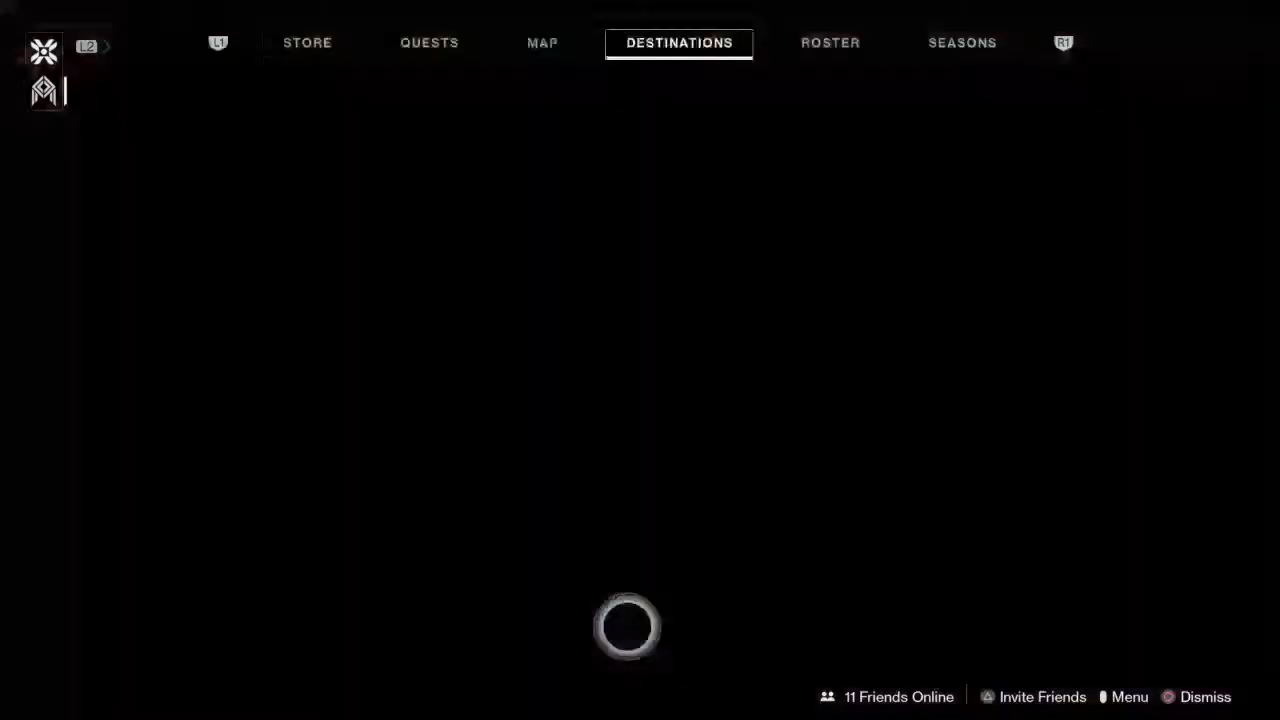 L2 L1 STORE QUESTS MAP DESTINATIONS ROSTER SEASONS R1
11 Friends Online Invite Friends Menu Dismiss